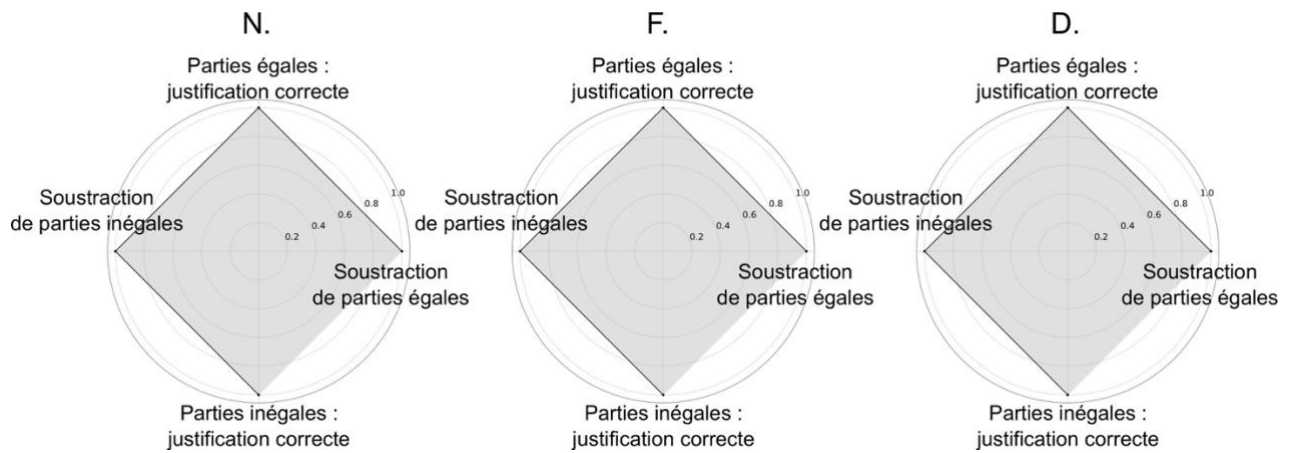 N.
Parties égales :
justification correcte
Soustraction
de parties inégales
1.0
0.8
0.6
0.4
0.2
Soustraction
de parties égales
Parties inégales :
justification correcte
F.
Parties égales :
justification correcte
Soustraction
de parties inégales
1.0
0.8
0.6
0.4
0.2
Soustraction
de parties égales
Parties inégales :
justification correcte
D.
Parties égales :
justification correcte
Soustraction
de parties inégales
1.0
0.8
0.6
0.4
0.2
Soustraction
de parties égales
Parties inégales :
justification correcte